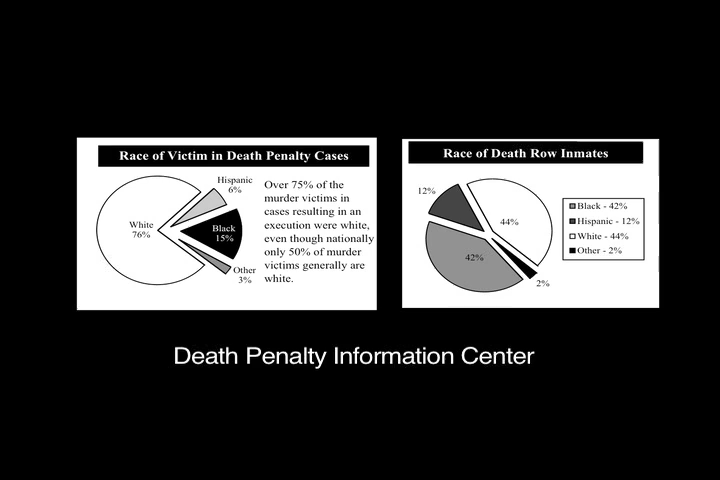 Race of Victim in Death Penalty Cases
White
76%
Hispanic
6%
Black
15%
Other
3%
Over 75% of the
murder victims in
cases resulting in an
execution were white,
even though nationally
only 50% of murder
victims generally are
white.
Race of Death Row Inmates
12%
44%
42%
2%
Black - 42%
Hispanic - 12%
White - 44%
Other - 2%
Death Penalty Information Center